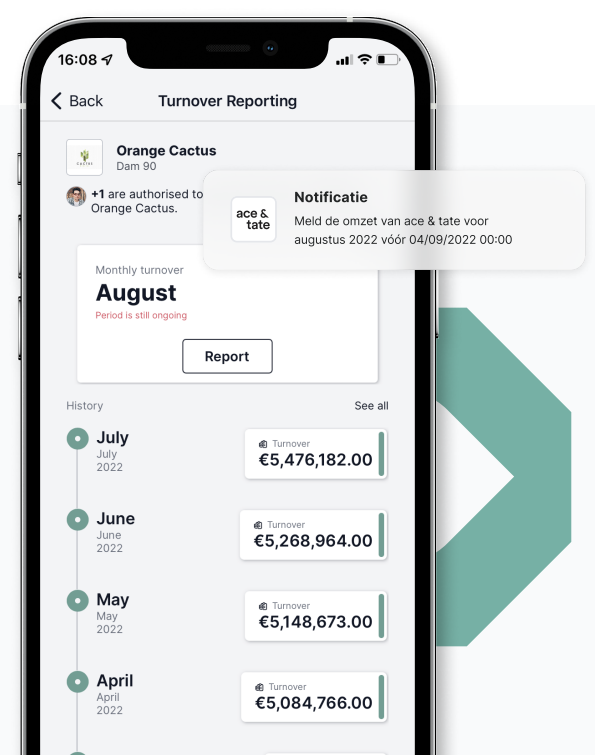 16:08
Back
Turnover Reporting
CACTUS
Orange Cactus
Dam 90
+1 are authorised to
Orange Cactus.
ace &
tate
Notificatie
Meld de omzet van ace & tate voor
augustus 2022 vóór 04/09/2022 00:00
Monthly turnover
August
Period is still ongoing
Report
History
See all
July
July
2022
Turnover
€5,476,182.00
June
June
2022
Turnover
€5,268,964.00
May
May
2022
Turnover
€5,148,673.00
April
April
2022
Turnover
€5,084,766.00